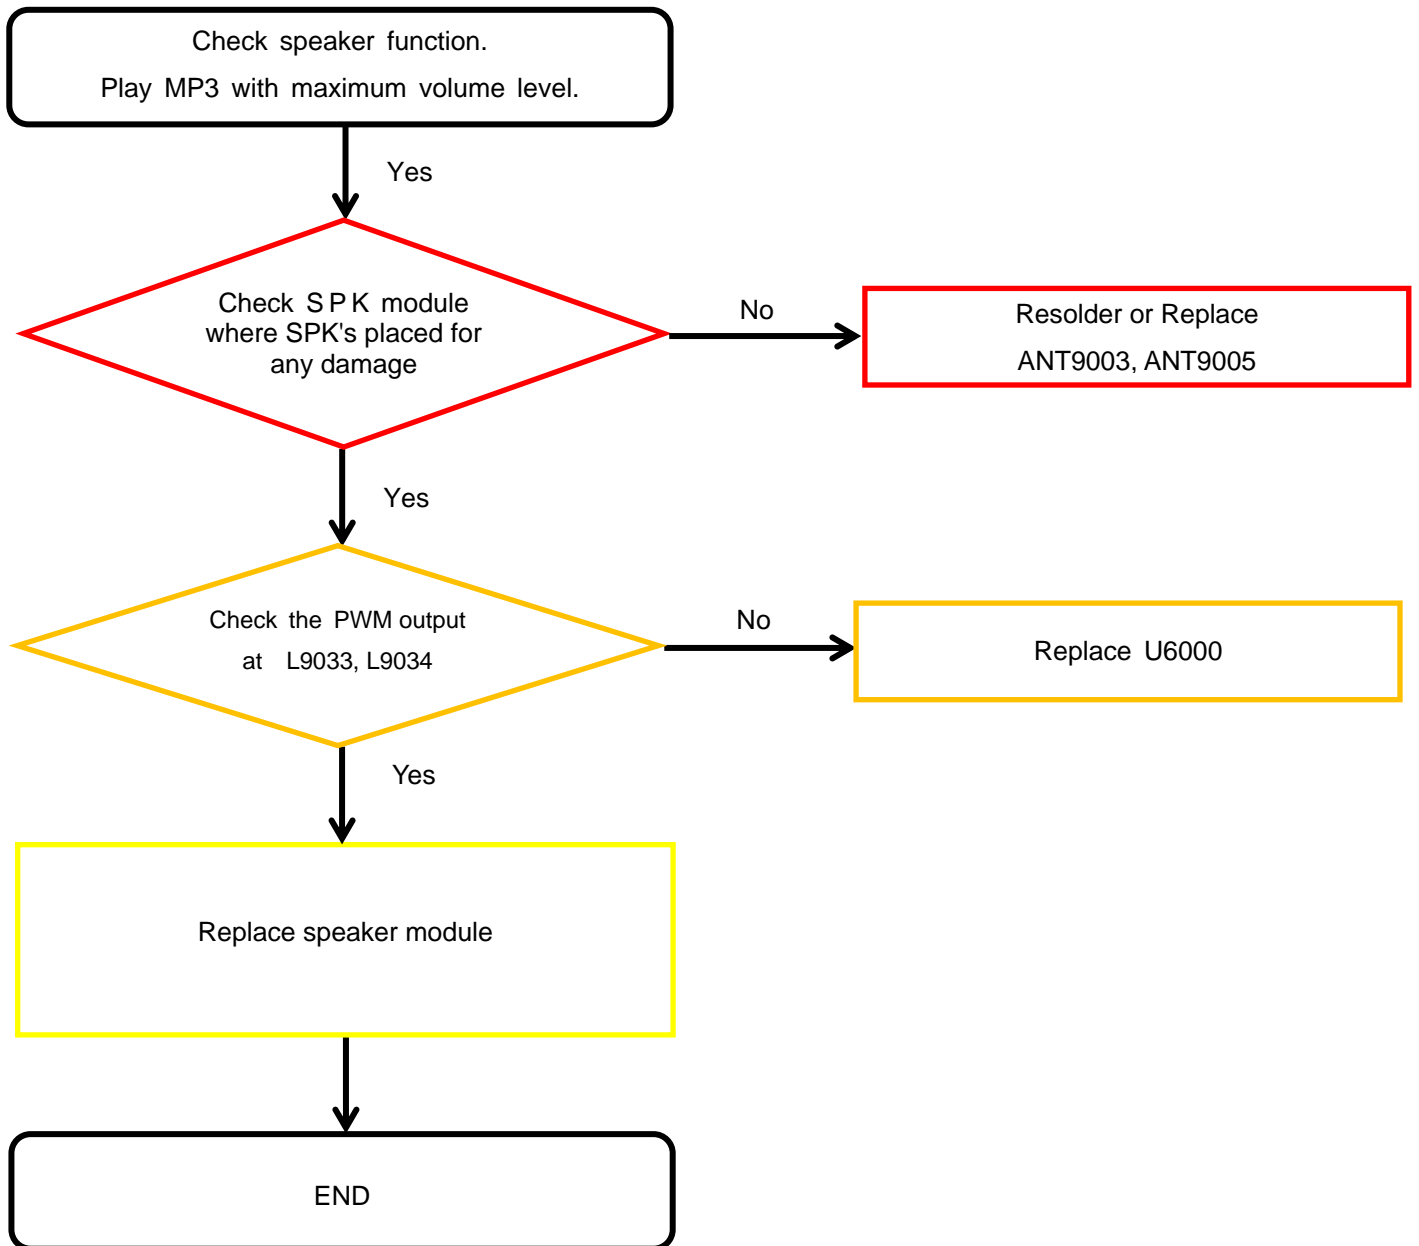 Check speaker function.
Play MP3 with maximum volume level.
Yes
Check SPK module
where SPK's placed for
any damage
No
Resolder or Replace
ANT9003, ANT9005
Yes
Check the PWM output
at L9033, L9034
No
Replace U6000
Yes
Replace speaker module
END